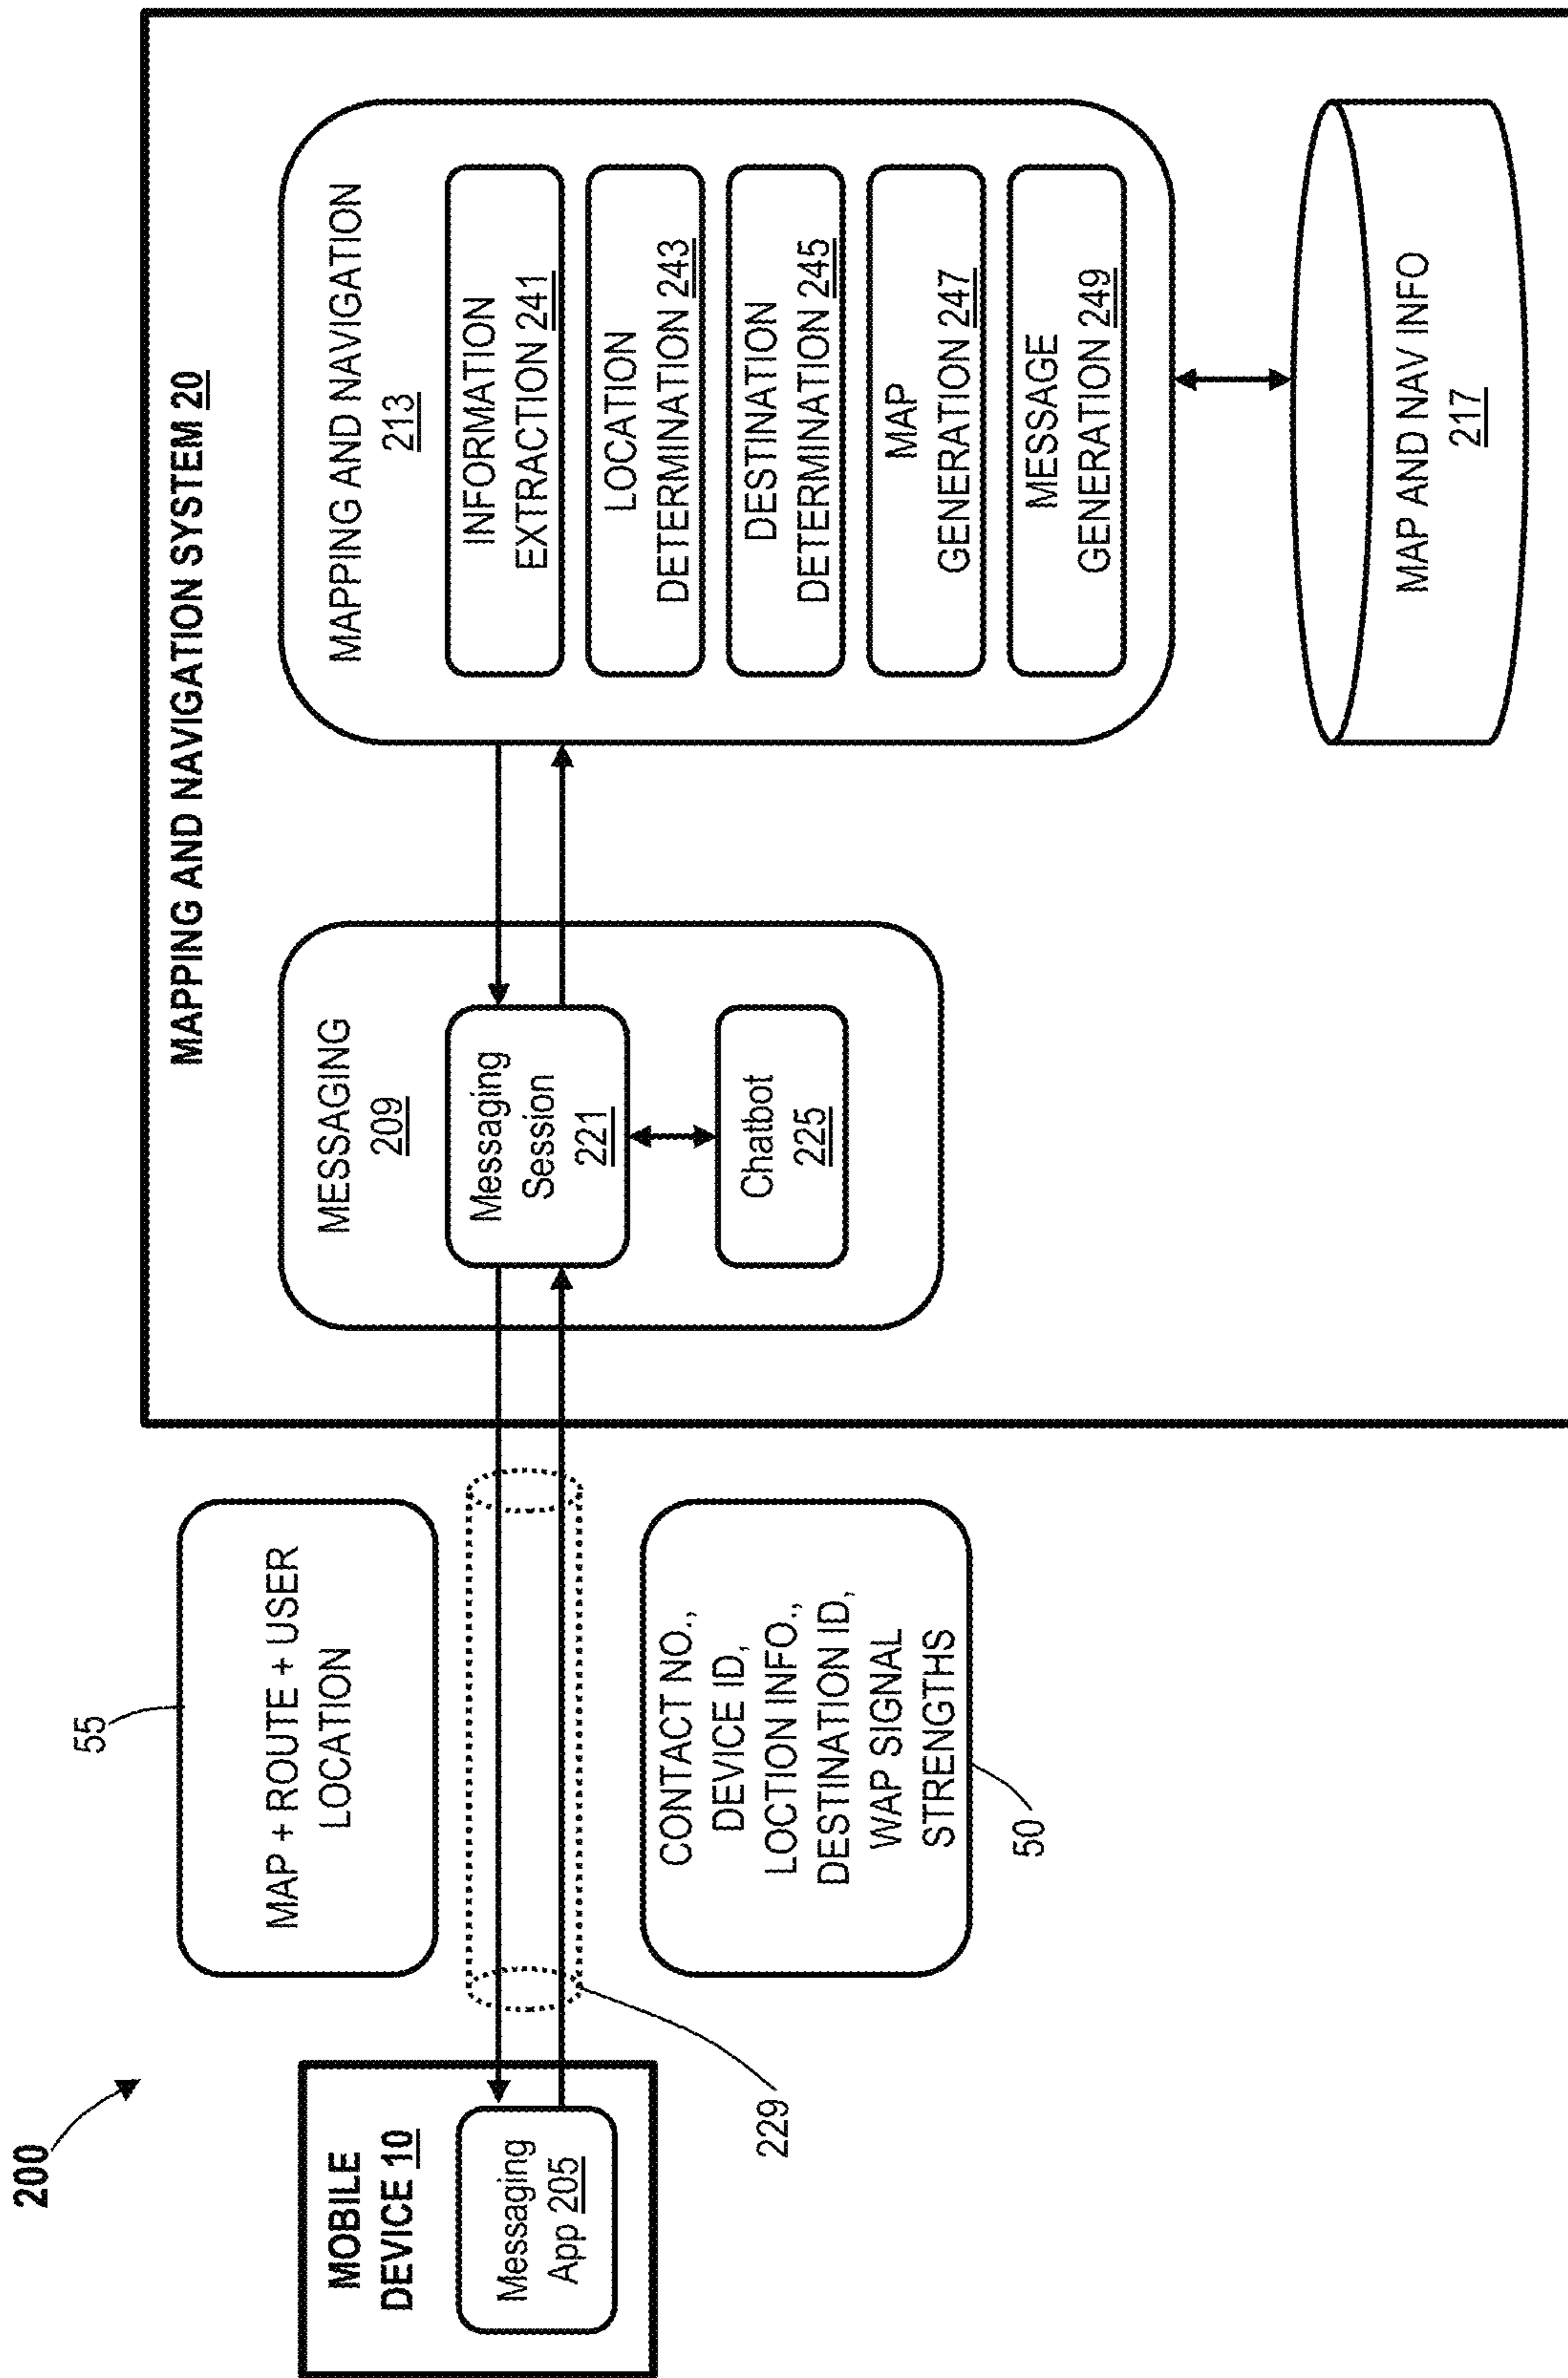 200
MOBILE
DEVICE 10
Messaging
App 205
229
55
MAP + ROUTE + USER
LOCATION
CONTACT NO.,
DEVICE ID,
LOCTION INFO.,
DESTINATION ID,
WAP SIGNAL
STRENGTHS
50
MAPPING AND NAVIGATION SYSTEM 20
MESSAGING
209
Messaging
Session
221
Chatbot
225
MAPPING AND NAVIGATION
213
INFORMATION
EXTRACTION 241
LOCATION
DETERMINATION 243
DESTINATION
DETERMINATION 245
MAP
GENERATION 247
MESSAGE
GENERATION 249
MAP AND NAV INFO
217